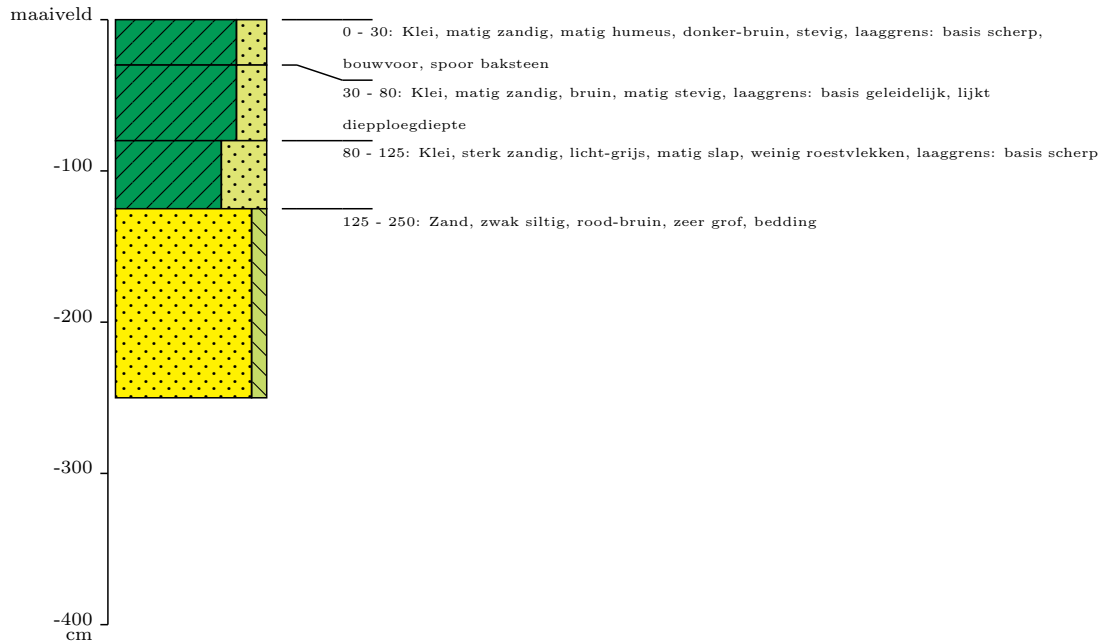 maaiveld
0 - 30: Klei, matig zandig, matig humeus, donker-bruin, stevig, laaggrens: basis scherp,
bouwvoor, spoor baksteen
30 - 80: Klei, matig zandig, bruin, matig stevig, laaggrens: basis geleidelijk, lijkt
diepploegdiepte
80 - 125: Klei, sterk zandig, licht-grijs, matig slap, weinig roestvlekken, laaggrens: basis scherp
-100
125 - 250: Zand, zwak siltig, rood-bruin, zeer grof, bedding
-200
-300
-400
cm